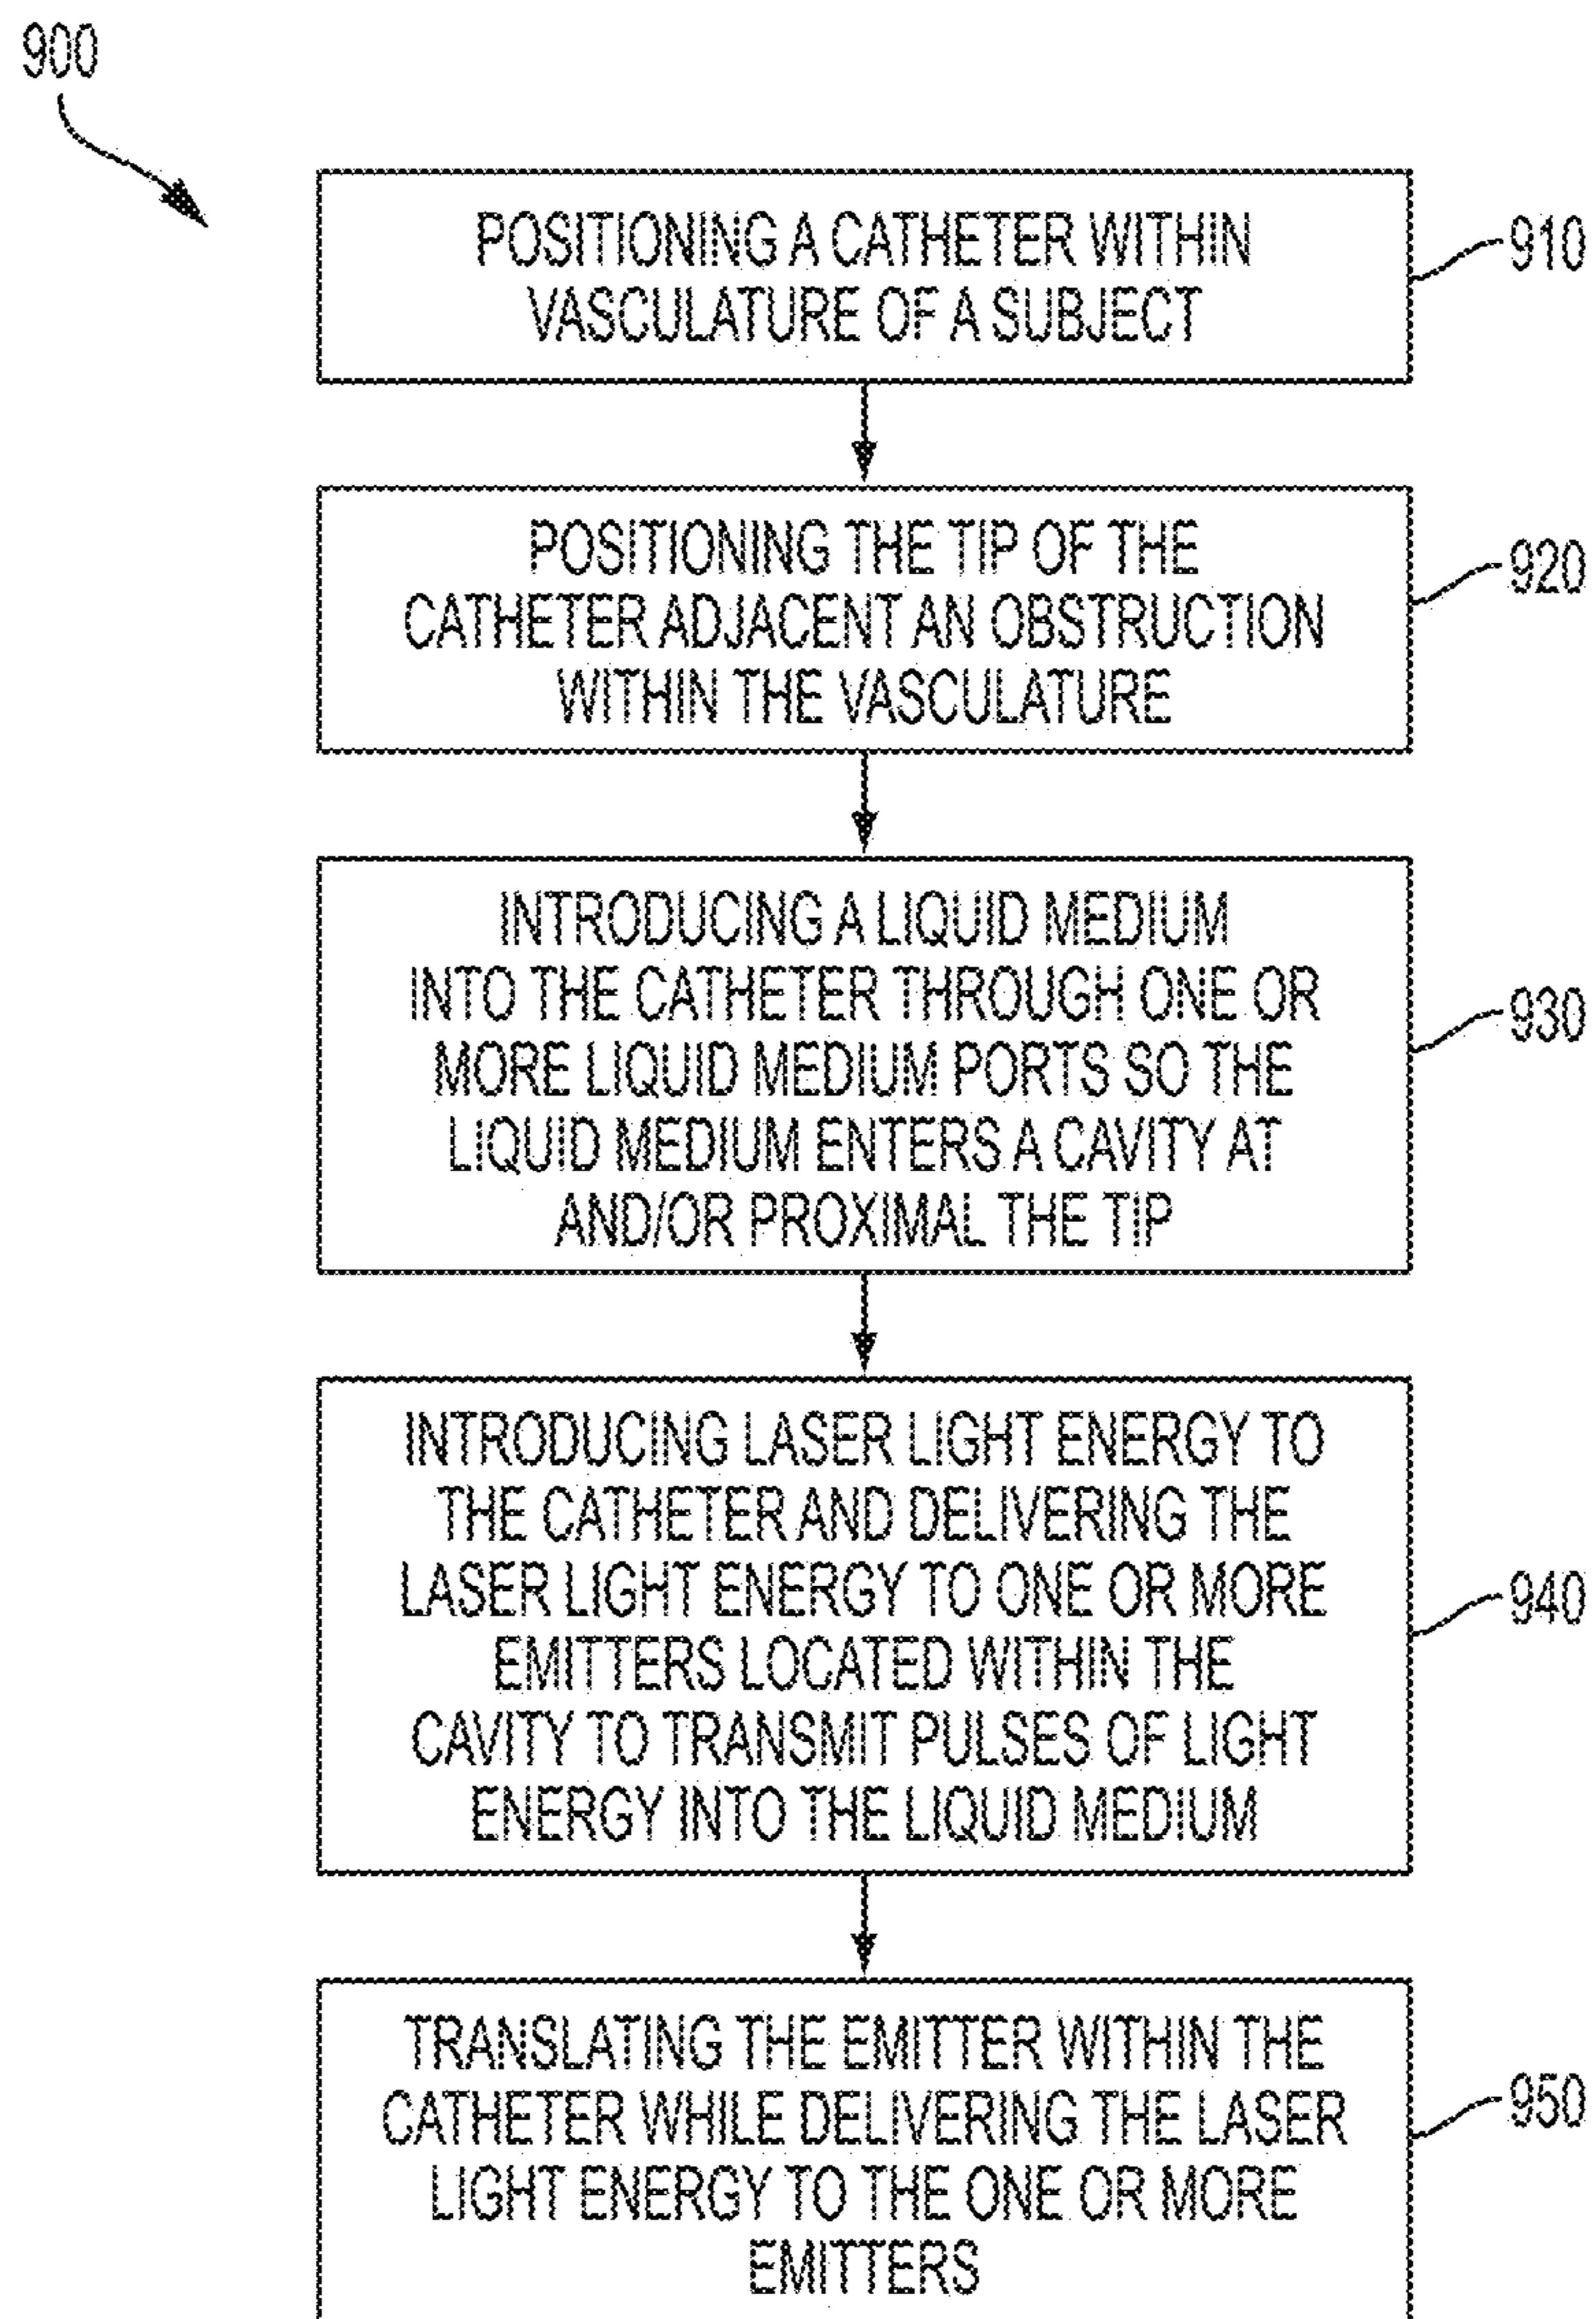 900
POSITIONING A CATHETER WITHIN
VASCULATURE OF A SUBJECT
910
POSITIONING THE TIP OF THE
CATHETER ADJACENT AN OBSTRUCTION
WITHIN THE VASCULATURE
920
INTRODUCING A LIQUID MEDIUM
INTO THE CATHETER THROUGH ONE OR
MORE LIQUID MEDIUM PORTS SO THE
LIQUID MEDIUM ENTERS A CAVITY AT
AND/OR PROXIMAL THE TIP
930
INTRODUCING LASER LIGHT ENERGY TO
THE CATHETER AND DELIVERING THE
LASER LIGHT ENERGY TO ONE OR MORE
EMITTERS LOCATED WITHIN THE
CAVITY TO TRANSMIT PULSES OF LIGHT
ENERGY INTO THE LIQUID MEDIUM
940
TRANSLATING THE EMITTER WITHIN THE
CATHETER WHILE DELIVERING THE LASER
LIGHT ENERGY TO THE ONE OR MORE
EMITTERS
950